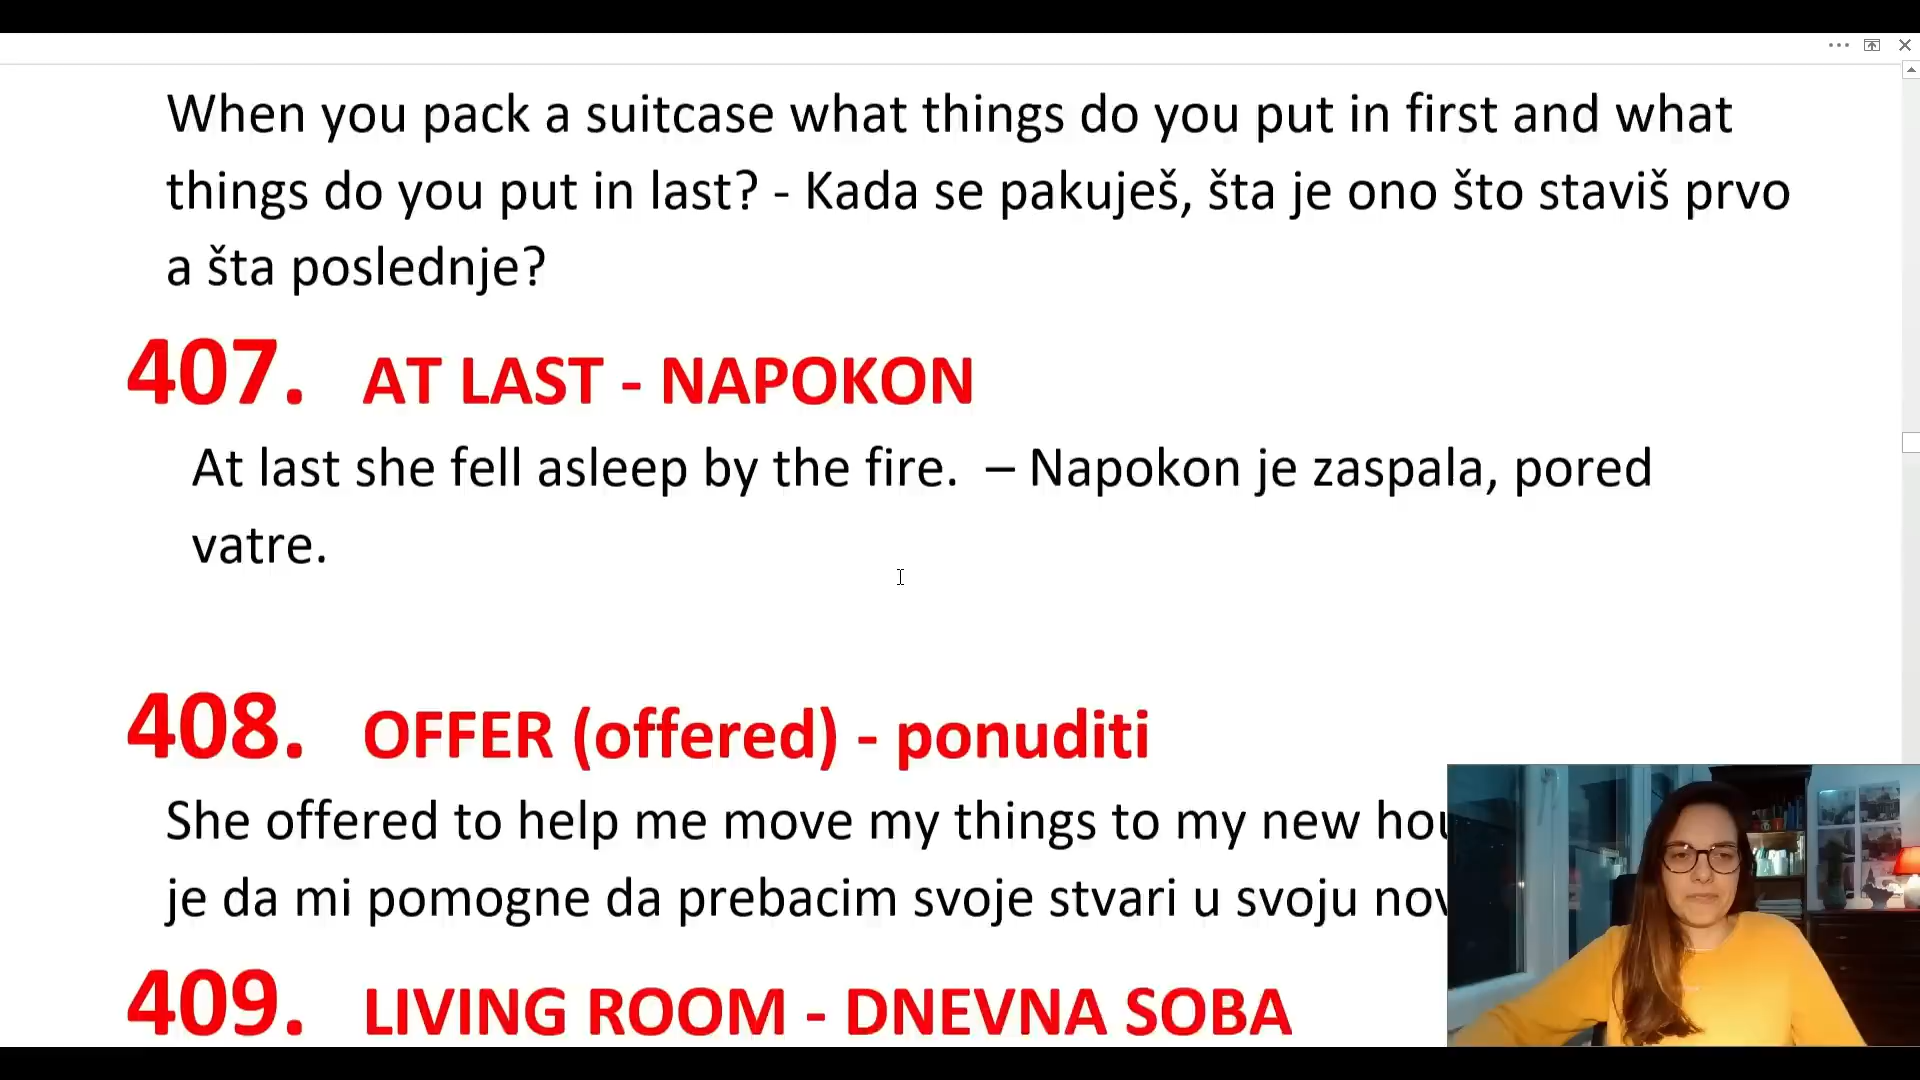 When you pack a suitcase what things do you put in first and what
things do you put in last? - Kada se pakuješ, šta je ono što staviš prvo
a šta poslednje?
407. AT LAST - NAPOKON
At last she fell asleep by the fire. – Napokon je zaspala, pored
vatre.
408. OFFER (offered) - ponuditi
She offered to help me move my things to my new
je da mi pomogne da prebacim svoje stvari u svoju
409. LIVING ROOM - DNEVNA SOBA